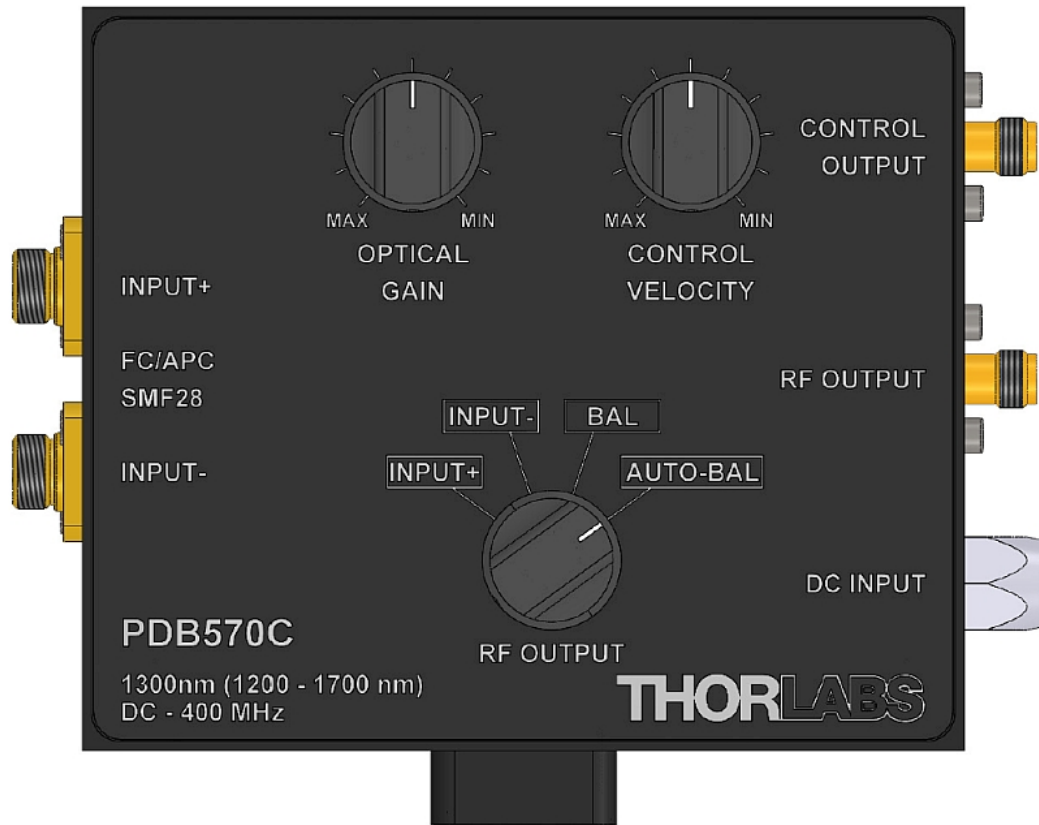 MAX MIN
OPTICAL
GAIN
MAX MIN
CONTROL
VELOCITY
CONTROL
OUTPUT
INPUT+
FC/APC
SMF28
INPUT-
RF OUTPUT
INPUT- BAL
INPUT+ AUTO-BAL
RF OUTPUT
DC INPUT
PDB570C
1300nm (1200 - 1700 nm)
DC - 400 MHz
THORLABS